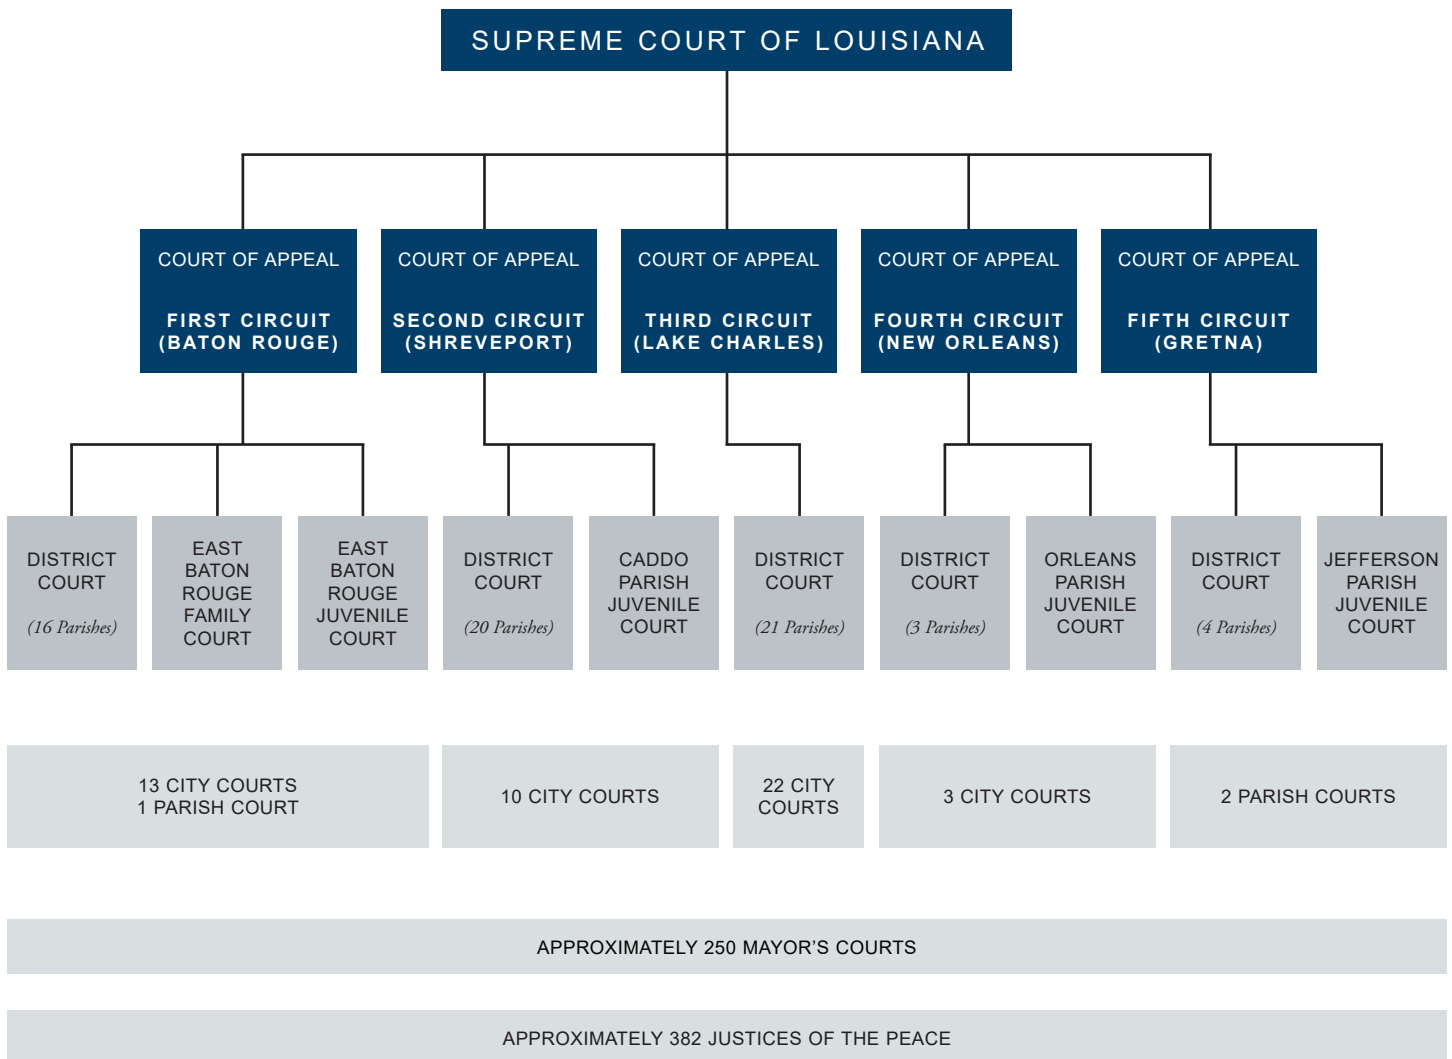 SUPREME COURT OF LOUISIANA
COURT OF APPEAL
FIRST CIRCUIT
(BATON ROUGE)
COURT OF APPEAL
SECOND CIRCUIT
(SHREVEPORT)
COURT OF APPEAL
THIRD CIRCUIT
(LAKE CHARLES)
COURT OF APPEAL
FOURTH CIRCUIT
(NEW ORLEANS)
COURT OF APPEAL
FIFTH CIRCUIT
(GRETNA)
DISTRICT
COURT
(16 Parishes)
EAST
BATON
ROUGE
FAMILY
COURT
EAST
BATON
ROUGE
JUVENILE
COURT
DISTRICT
COURT
(20 Parishes)
CADDO
PARISH
JUVENILE
COURT
DISTRICT
COURT
(21 Parishes)
DISTRICT
COURT
(3 Parishes)
ORLEANS
PARISH
JUVENILE
COURT
DISTRICT
COURT
(4 Parishes)
JEFFERSON
PARISH
JUVENILE
COURT
13 CITY COURTS
1 PARISH COURT
10 CITY COURTS
22 CITY
COURTS
3 CITY COURTS
2 PARISH COURTS
APPROXIMATELY 250 MAYOR’S COURTS
APPROXIMATELY 382 JUSTICES OF THE PEACE